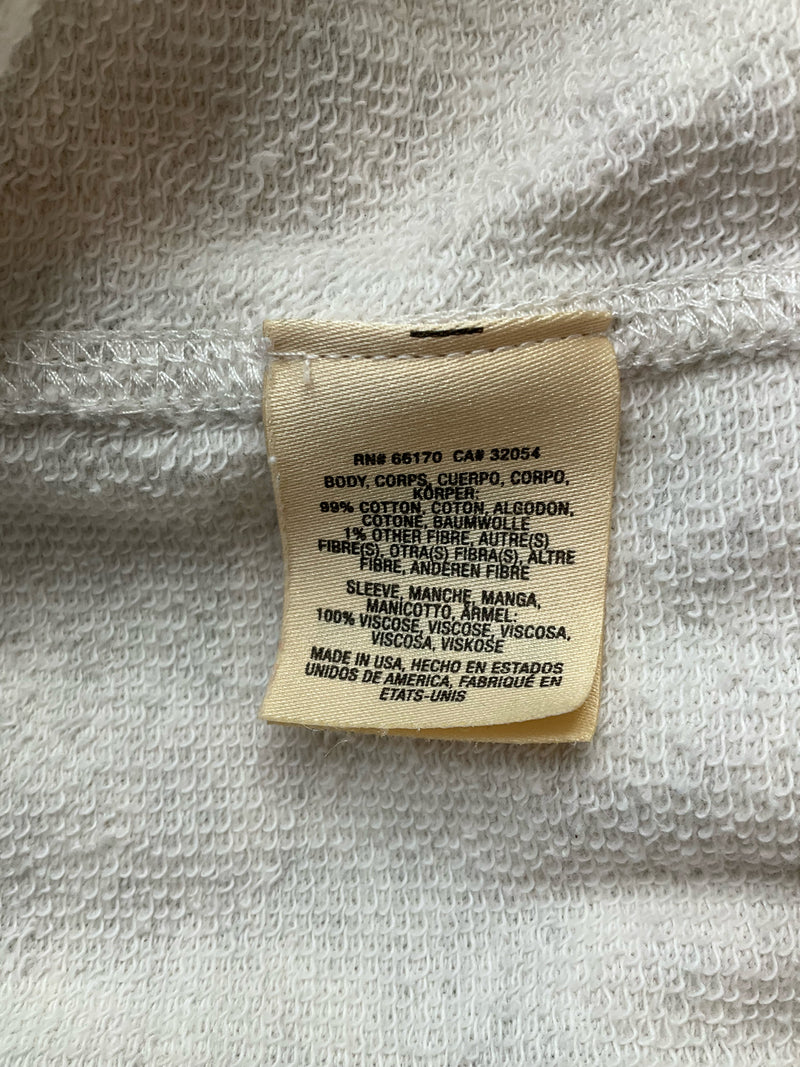 RN# 66170 CA# 32054
BODY, CORPS, CUERPO, CORPO,
KÖRPER:
99% COTTON, COTON, ALGODON,
COTONE, BAUMWOLLE
1% OTHER FIBRE, AUTRE(S)
FIBRE(S), OTRA(S) FIBRA(S), ALTRE
FIBRE, ANDEREN FIBRE
SLEEVE, MANCHE, MANGA,
MANICOTTO, ÄRMEL:
100% VISCOSE, VISCOSE, VISCOSA,
VISCOSA, VISKOSE
MADE IN USA, HECHO EN ESTADOS
UNIDOS DE AMERICA, FABRIQUÉ EN
ETATS-UNIS